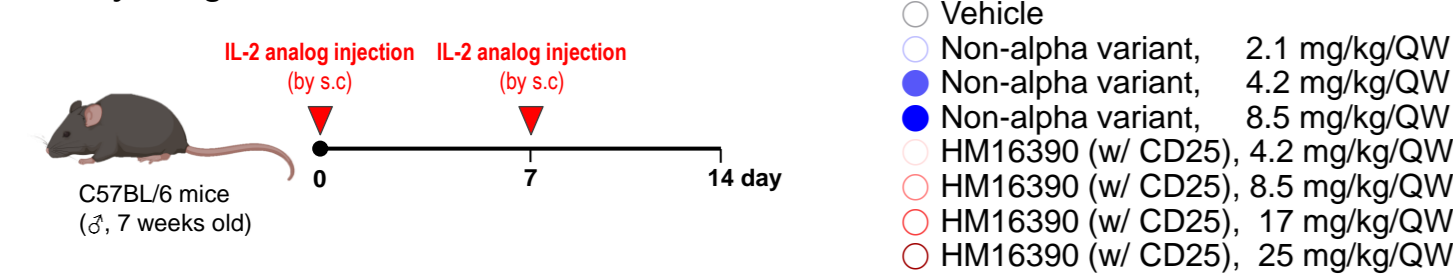 IL-2 analog injection IL-2 analog injection
(by s.c) (by s.c)
0 7 14 day
C57BL/6 mice
(♂, 7 weeks old)
Vehicle
Non-alpha variant, 2.1 mg/kg/QW
Non-alpha variant, 4.2 mg/kg/QW
Non-alpha variant, 8.5 mg/kg/QW
HM16390 (w/ CD25), 4.2 mg/kg/QW
HM16390 (w/ CD25), 8.5 mg/kg/QW
HM16390 (w/ CD25), 17 mg/kg/QW
HM16390 (w/ CD25), 25 mg/kg/QW